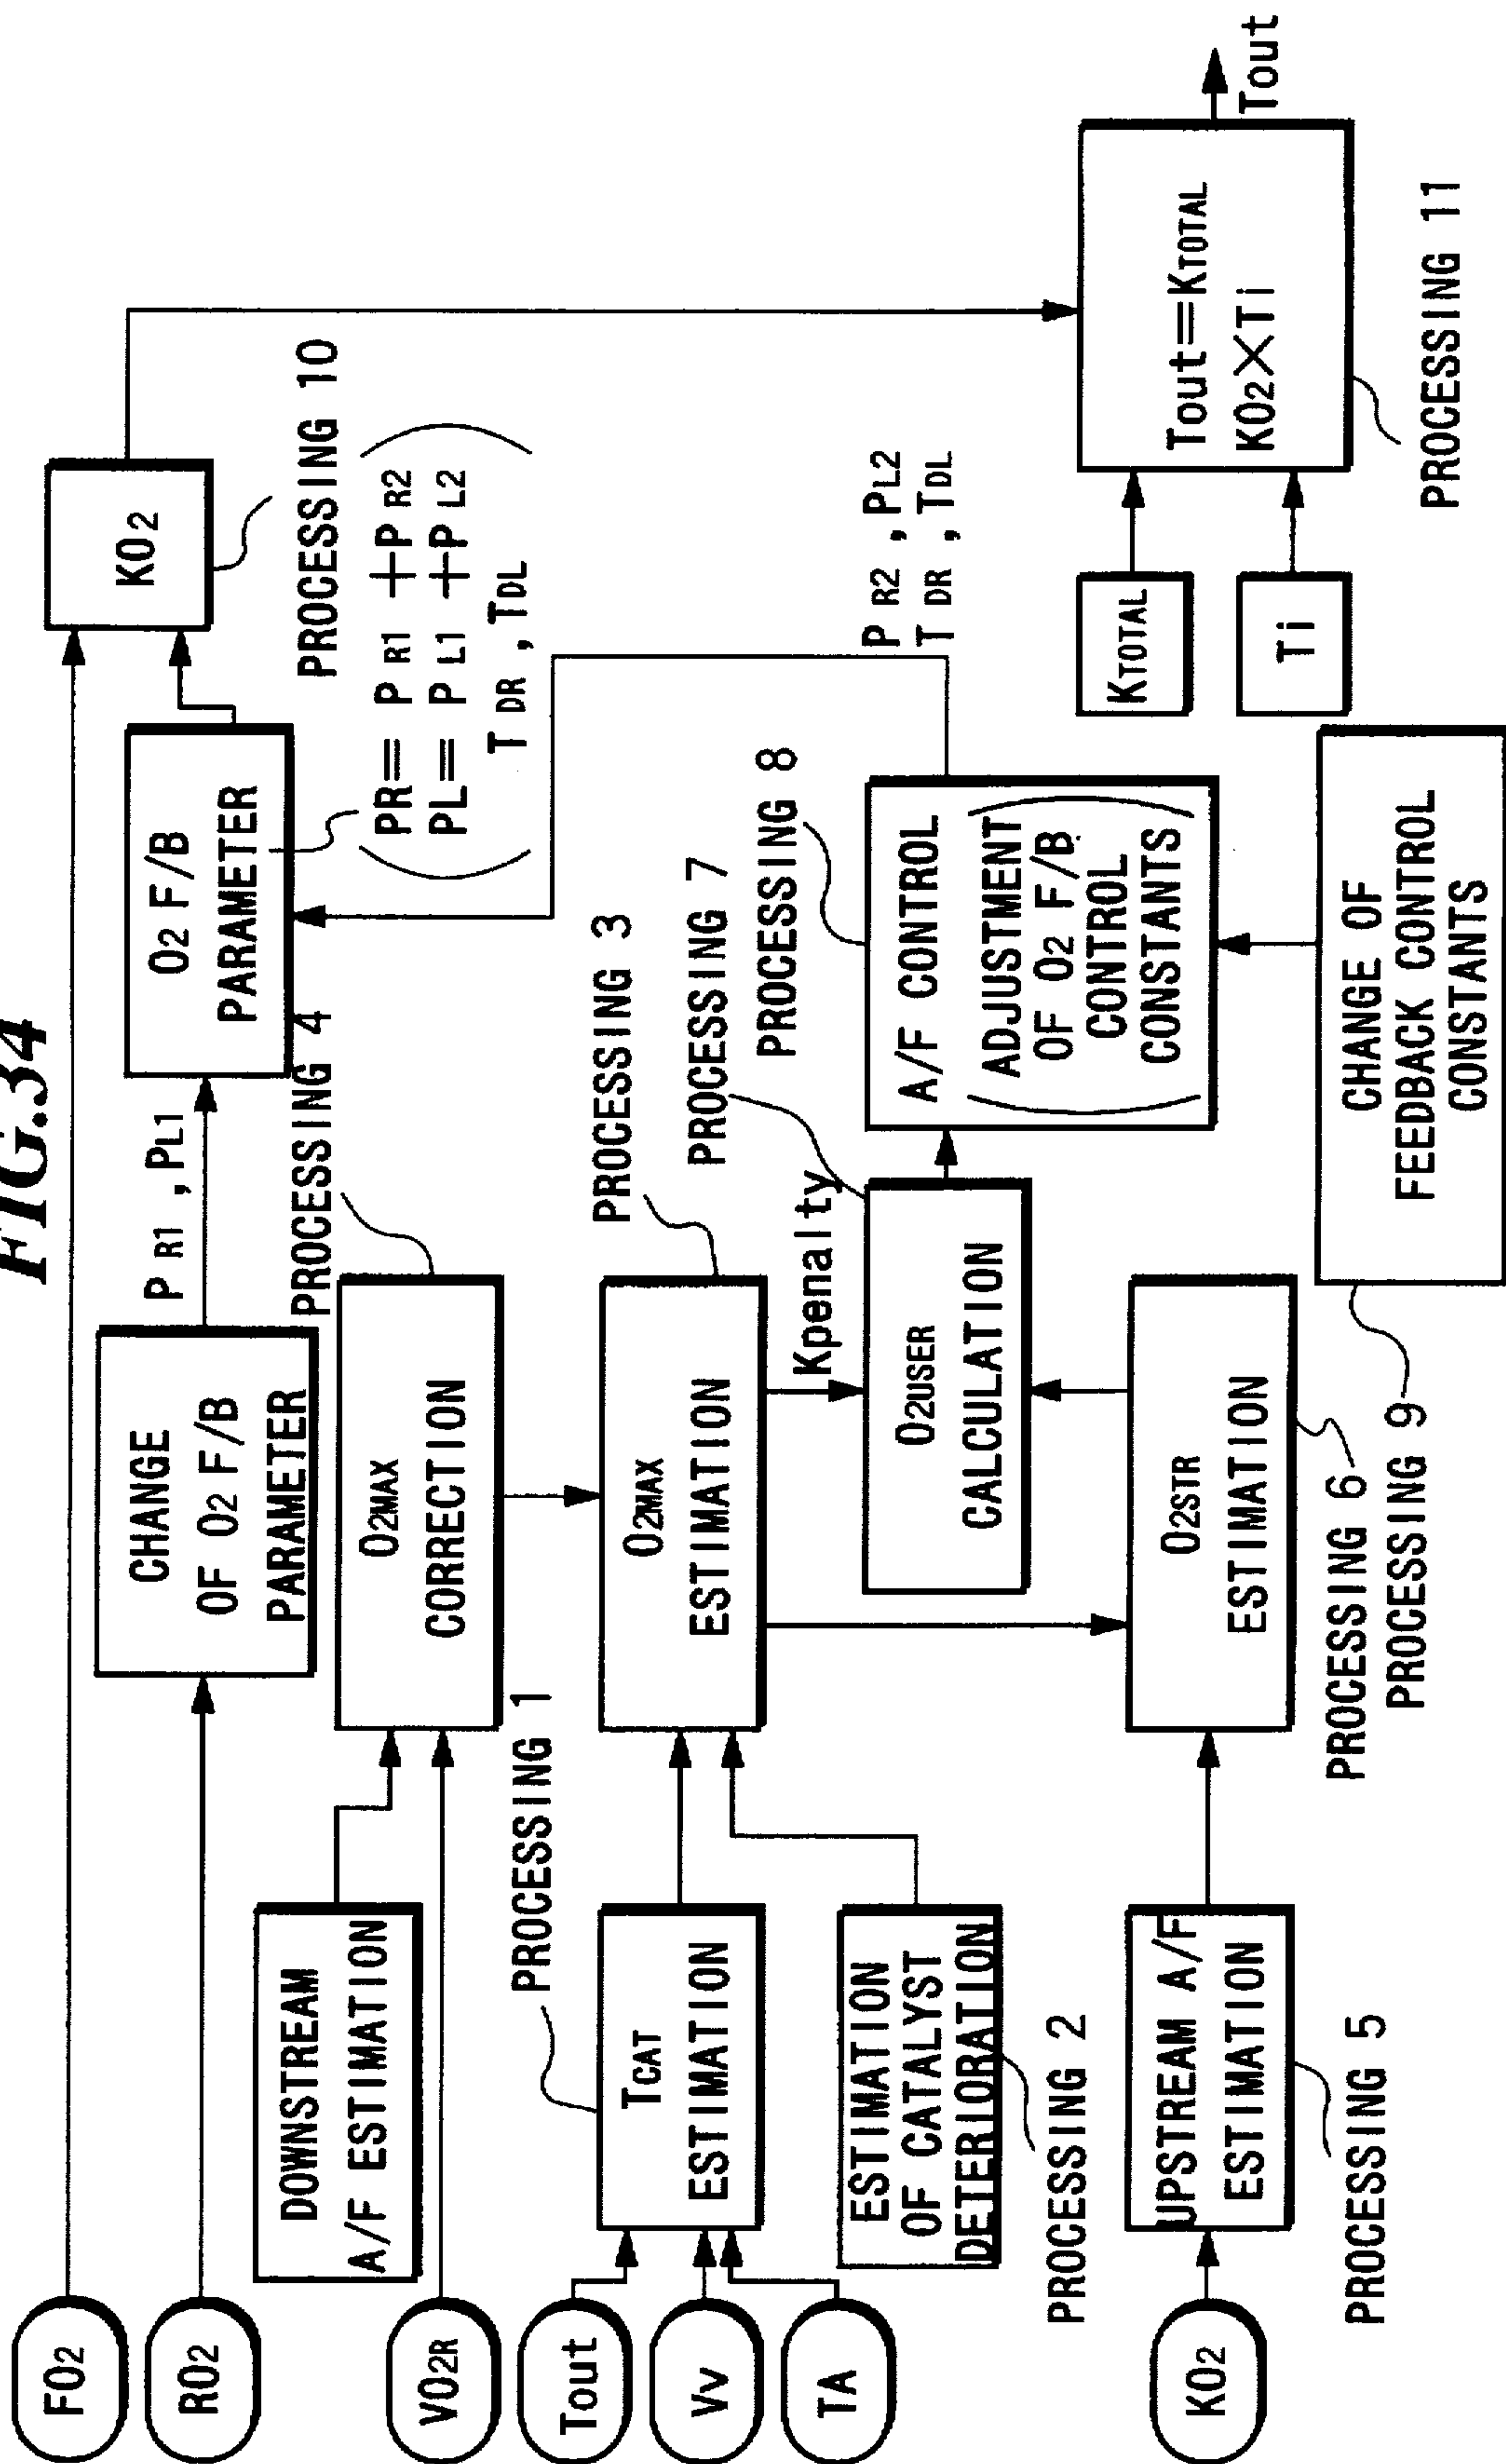 FIG.34
FO2
RO2
VO2R
Tout
Vv
TA
KO2
DOWNSTREAM
A/F ESTIMATION
PROCESSING 1
TCAT
ESTIMATION
ESTIMATION
OF CATALYST
DETERIORATION
PROCESSING 2
UPSTREAM A/F
ESTIMATION
PROCESSING 5
CHANGE
OF O2 F/B
PARAMETER
PR1 ,PL1
PROCESSING 4
O2MAX
CORRECTION
O2MAX
ESTIMATION
PROCESSING 3
Kpenalty
PROCESSING 7
O2USER
CALCULATION
O2STR
ESTIMATION
PROCESSING 6
PROCESSING 9
O2 F/B
PARAMETER
PR= PR1 +PR2
PL= PL1 +PL2
TDR ,TDL
KO2
PROCESSING 10
PROCESSING 8
A/F CONTROL
(ADJUSTMENT
OF O2 F/B
CONTROL
CONSTANTS)
PR2 ,PL2
TDR ,TDL
CHANGE OF
FEEDBACK CONTROL
CONSTANTS
KTOTAL
Ti
Tout=KTOTAL
KO2×Ti
Tout
PROCESSING 11